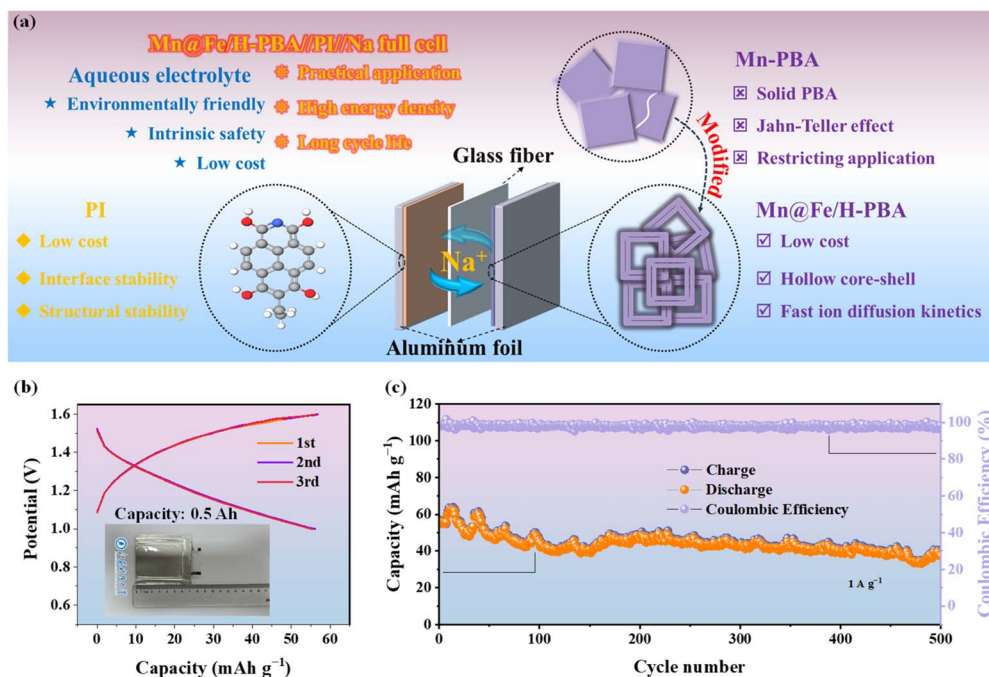 (a)
Mn@Fe/H-PBA//PI//Na full cell
Aqueous electrolyte
★ Environmentally friendly
★ Intrinsic safety
★ Low cost
Practical application
High energy density
Long cycle life
Mn-PBA
☒ Solid PBA
☒ Jahn-Teller effect
☒ Restricting application
Modified
Glass fiber
PI
◆ Low cost
◆ Interface stability
◆ Structural stability
Na⁺
Aluminum foil
Mn@Fe/H-PBA
☑ Low cost
☑ Hollow core-shell
☑ Fast ion diffusion kinetics
(b)
Potential (V)
1.6
1.4
1.2
1.0
0.8
0.6
1st
2nd
3rd
Capacity: 0.5 Ah
0 10 20 30 40 50 60
Capacity (mAh g⁻¹)
(c)
Capacity (mAh g⁻¹)
120
100
80
60
40
20
0
Charge
Discharge
Coulombic Efficiency
1 A g⁻¹
100
80
60
40
20
0
Coulombic Efficiency (%)
0 100 200 300 400 500
Cycle number